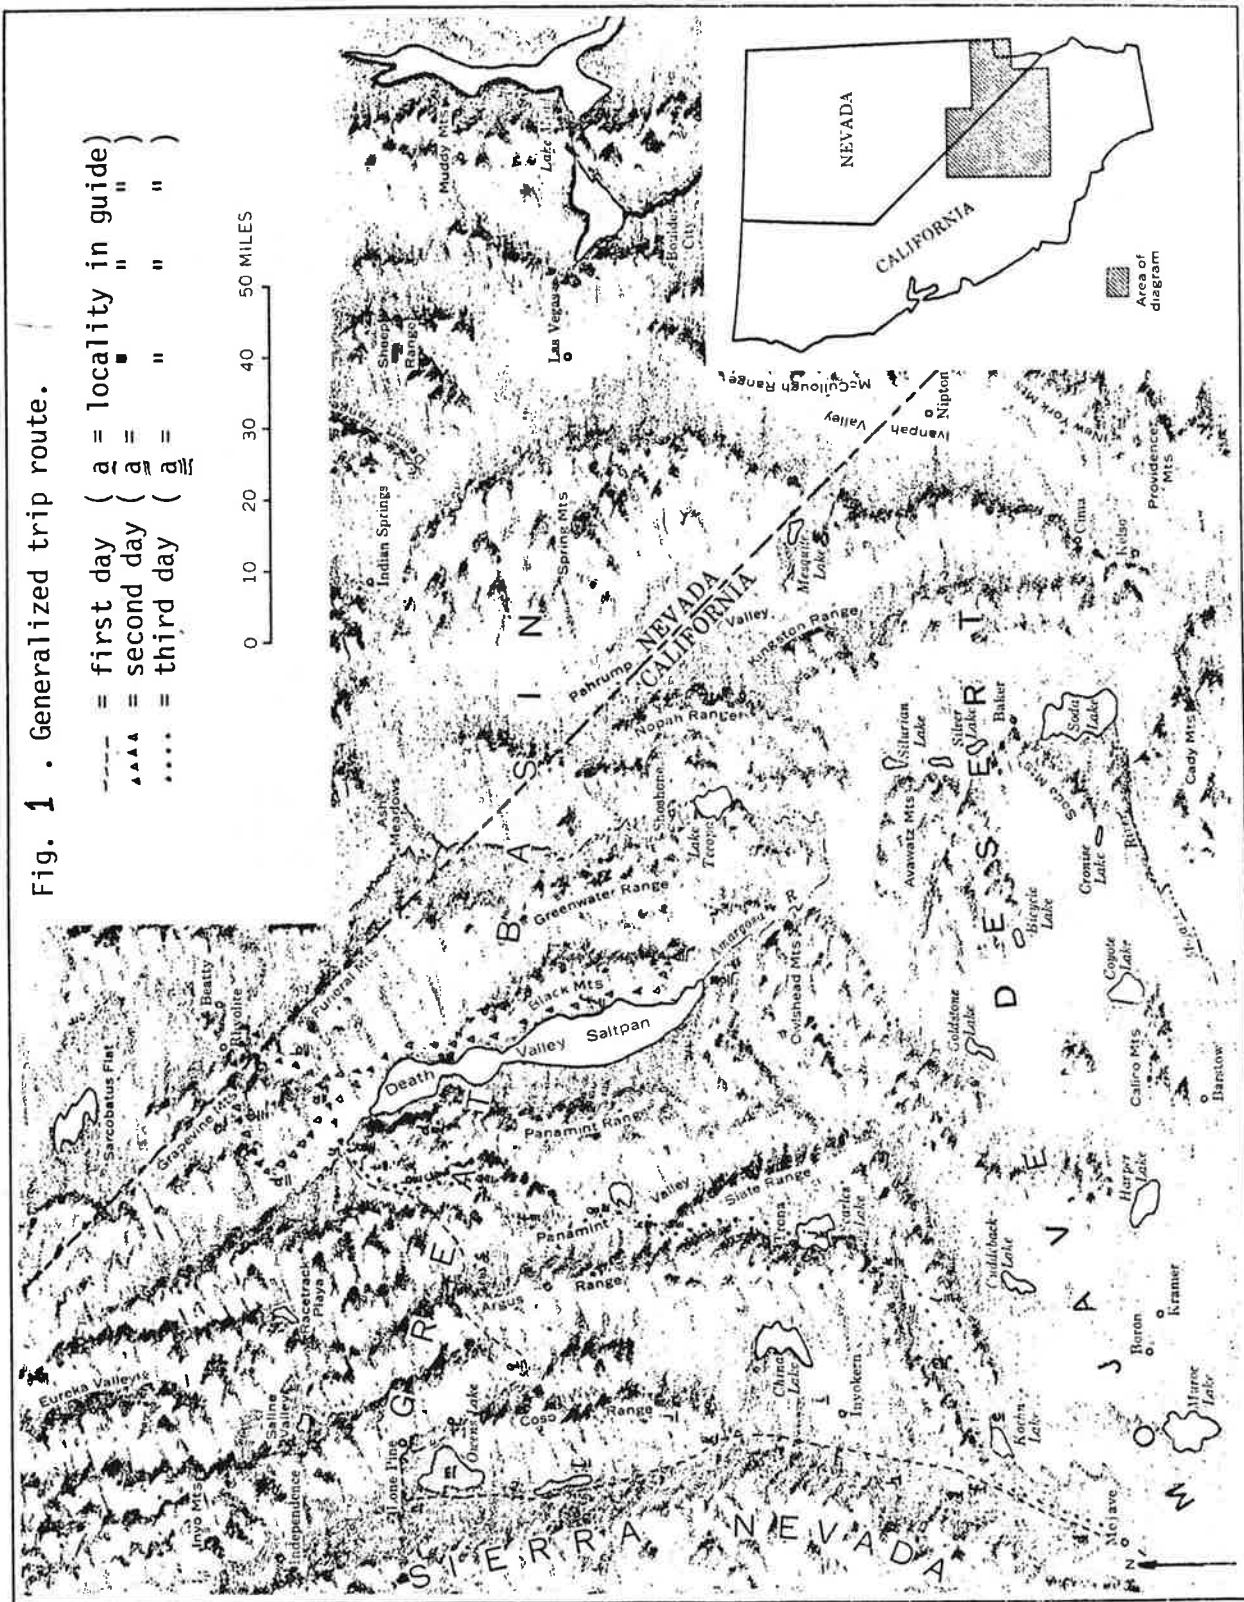 Fig. 1 . Generalized trip route.
---- = first day ( a = locality in guide)
▲▲▲▲ = second day ( a = " " " )
•••• = third day ( a = " " " )
0 10 20 30 40 50 MILES
NEVADA
CALIFORNIA
Area of
diagram
Sarcobatus Flat
Grapevine Mts
Rhyolite
Beatty
Funeral Mts
Ash
Meadows
Indian Springs
Sheep
Range
Desert Range
Muddy Mts
Lake
Las Vegas
Boulder
City
Spring Mts
Pahrump
Valley
NEVADA
CALIFORNIA
McCullough Range
Ivanpah
Valley
Nipton
New York Mts
Providence
Mts
Mesquite
Lake
Kingston Range
Nopah Range
Cima
Kelso
Eureka Valley
Racetrack
Playa
Saline
Valley
Inyo Mts
Independence
Lone Pine
Owens Lake
Coso Range
Argus Range
Panamint Valley
Panamint Range
Slate Range
Trona
Searles
Lake
Death Valley Saltpan
Black Mts
Greenwater Range
Shoshone
Lake
Tecopa
Amargosa R
Owlshead Mts
Avawatz Mts
Silurian
Lake
Silver
Lake
Baker
Soda
Lake
Soda Mts
Cronise
Lake
River
Cady Mts
Bicycle
Lake
Goldstone
Lake
Coyote
Lake
Calico Mts
Barstow
Cuddeback
Lake
Harper
Lake
Kramer
Boron
China
Lake
Inyokern
Koehn
Lake
Muroc
Lake
Mojave
GREAT BASIN
MOJAVE DESERT
SIERRA NEVADA
N